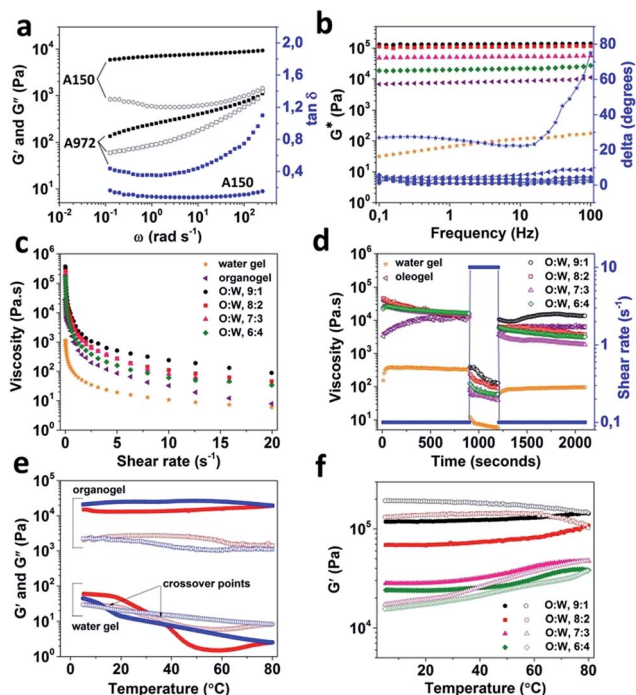 a
G' and G'' (Pa)
10⁴
10³
10²
10¹
A150
A972
A150
2,0
1,6
1,2
0,8
0,4
tan δ
10⁻² 10⁻¹ 10⁰ 10¹ 10²
ω (rad s⁻¹)
b
G* (Pa)
10⁶
10⁵
10⁴
10³
10²
10¹
10⁰
80
60
40
20
0
delta (degrees)
0,1 1 10 100
Frequency (Hz)
c
Viscosity (Pa.s)
10⁶
10⁵
10⁴
10³
10²
10¹
10⁰
water gel
organogel
O:W, 9:1
O:W, 8:2
O:W, 7:3
O:W, 6:4
0 5 10 15 20
Shear rate (s⁻¹)
d
Viscosity (Pa.s)
10⁶
10⁵
10⁴
10³
10²
10¹
water gel
oleogel
O:W, 9:1
O:W, 8:2
O:W, 7:3
O:W, 6:4
10
1
0,1
Shear rate (s⁻¹)
0 500 1000 1500 2000
Time (seconds)
e
G' and G'' (Pa)
10⁵
10⁴
10³
10²
10¹
10⁰
organogel
crossover points
water gel
0 20 40 60 80
Temperature (°C)
f
G' (Pa)
10⁵
10⁴
O:W, 9:1
O:W, 8:2
O:W, 7:3
O:W, 6:4
20 40 60 80
Temperature (°C)